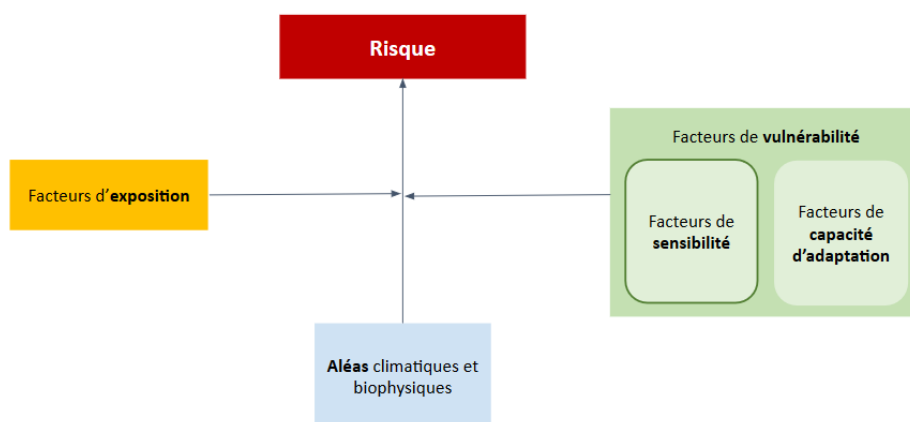 Risque
Facteurs de vulnérabilité
Facteurs d'exposition
Facteurs de
sensibilité
Facteurs de
capacité
d'adaptation
Aléas climatiques et
biophysiques